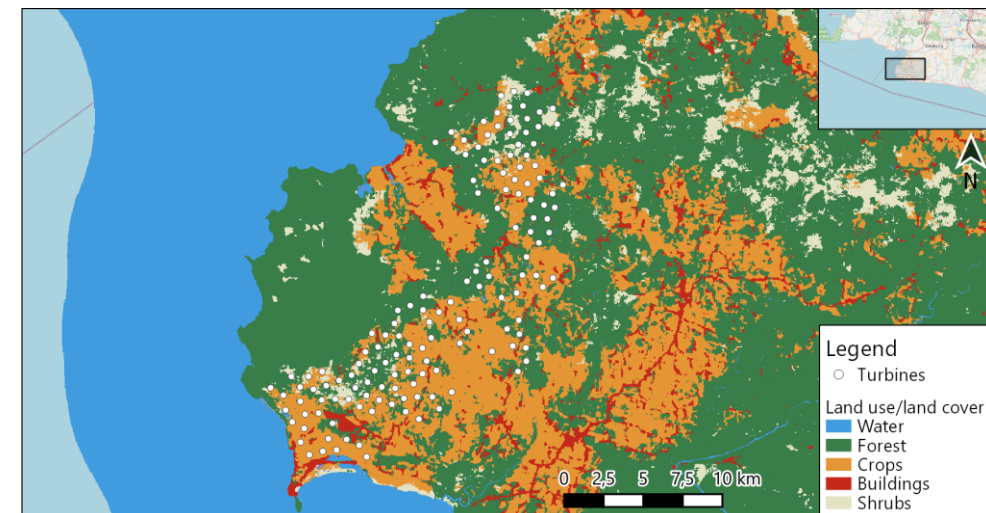 N
Legend
Turbines
Land use/land cover
Water
Forest
Crops
Buildings
Shrubs
0 2,5 5 7,5 10 km